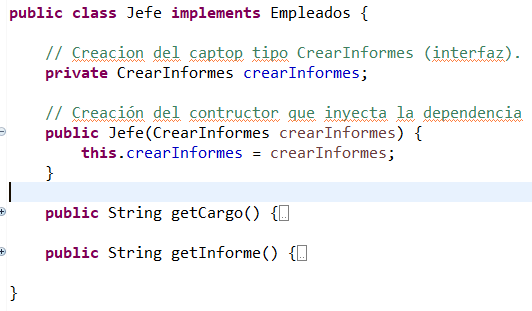 public class Jefe implements Empleados {
// Creacion del captop tipo CrearInformes (interfaz).
private CrearInformes crearInformes;
// Creación del contructor que inyecta la dependencia
public Jefe(CrearInformes crearInformes) {
this.crearInformes = crearInformes;
}
public String getCargo() {
public String getInforme() {
}